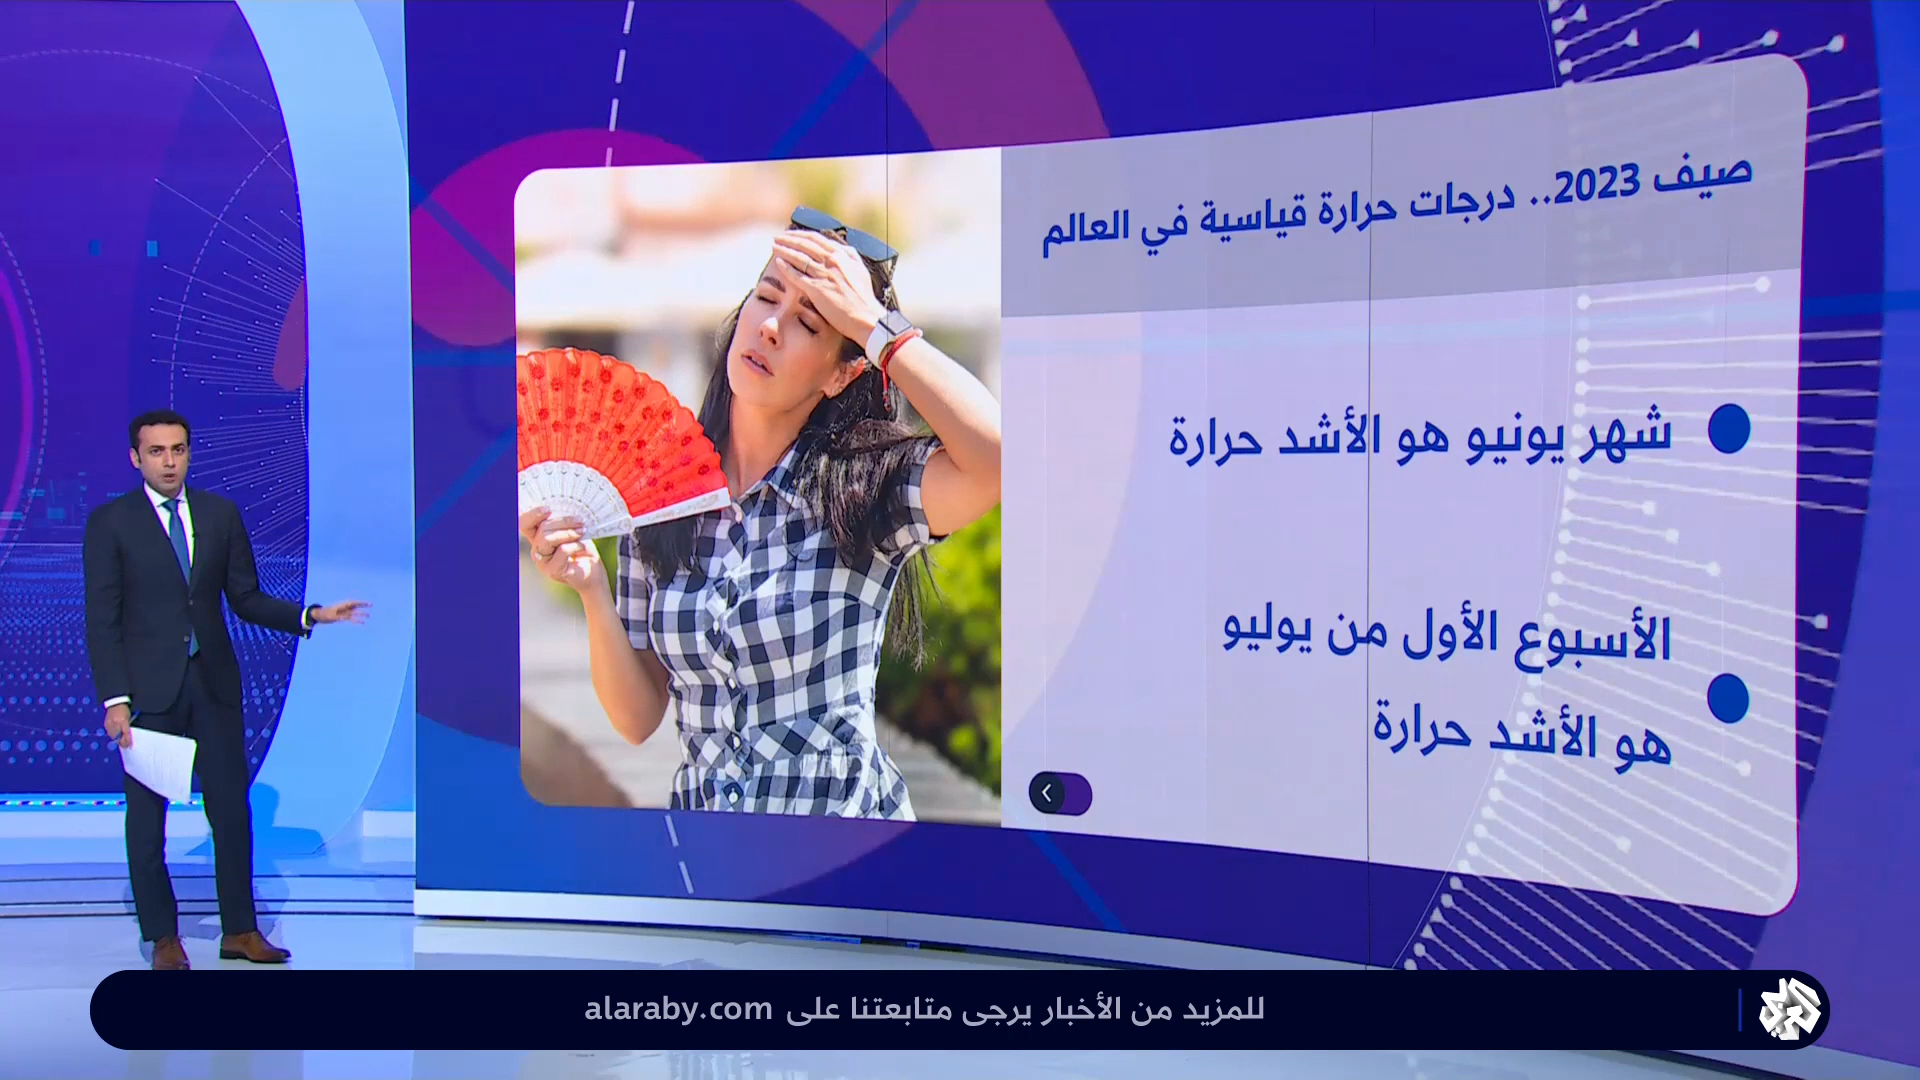 صيف 2023.. درجات حرارة قياسية في العالم
شهر يونيو هو الأشد حرارة
الأسبوع الأول من يوليو
هو الأشد حرارة
للمزيد من الأخبار يرجى متابعتنا على alaraby.com